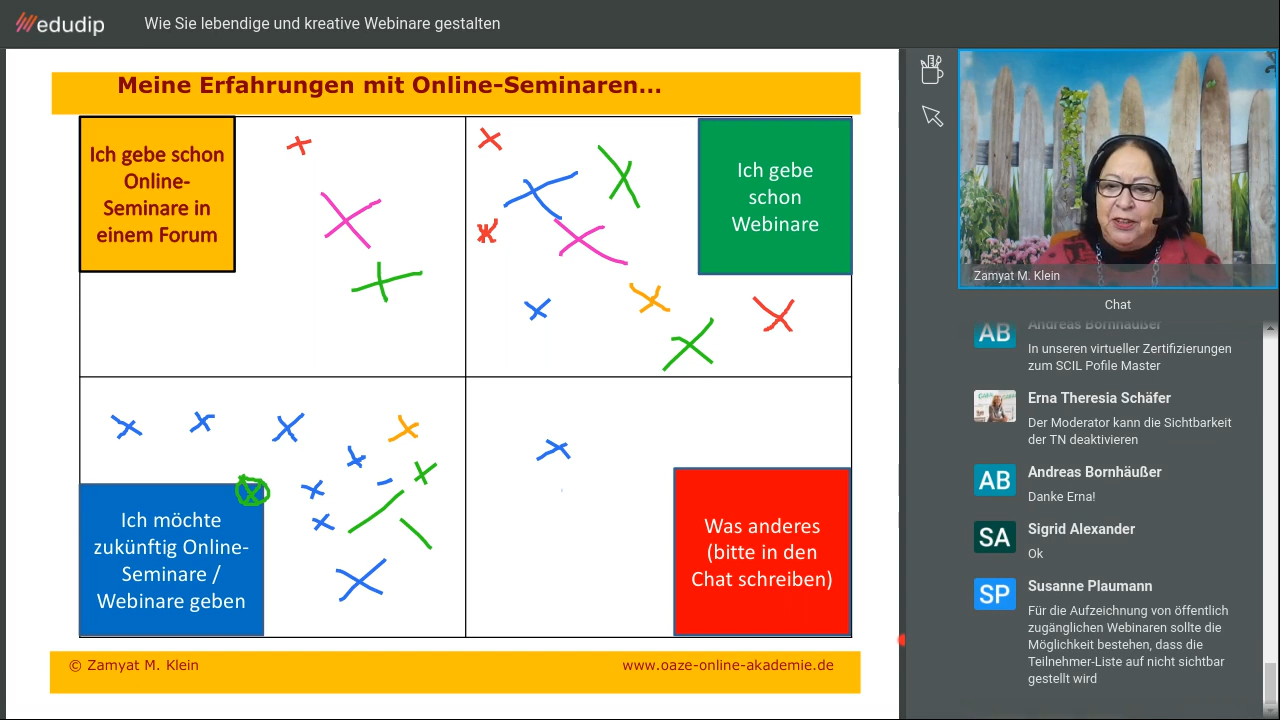 edudip
Wie Sie lebendige und kreative Webinare gestalten
Meine Erfahrungen mit Online-Seminaren...
Ich gebe schon
Online-
Seminare in
einem Forum
Ich gebe
schon
Webinare
Ich möchte
zukünftig Online-
Seminare /
Webinare geben
Was anderes
(bitte in den
Chat schreiben)
© Zamyat M. Klein
www.oaze-online-akademie.de
Zamyat M. Klein
Chat
AB
Andreas Bornhäußer
In unseren virtueller Zertifizierungen
zum SCIL Pofile Master
Erna Theresia Schäfer
Der Moderator kann die Sichtbarkeit
der TN deaktivieren
AB
Andreas Bornhäußer
Danke Erna!
SA
Sigrid Alexander
Ok
SP
Susanne Plaumann
Für die Aufzeichnung von öffentlich
zugänglichen Webinaren sollte die
Möglichkeit bestehen, dass die
Teilnehmer-Liste auf nicht sichtbar
gestellt wird